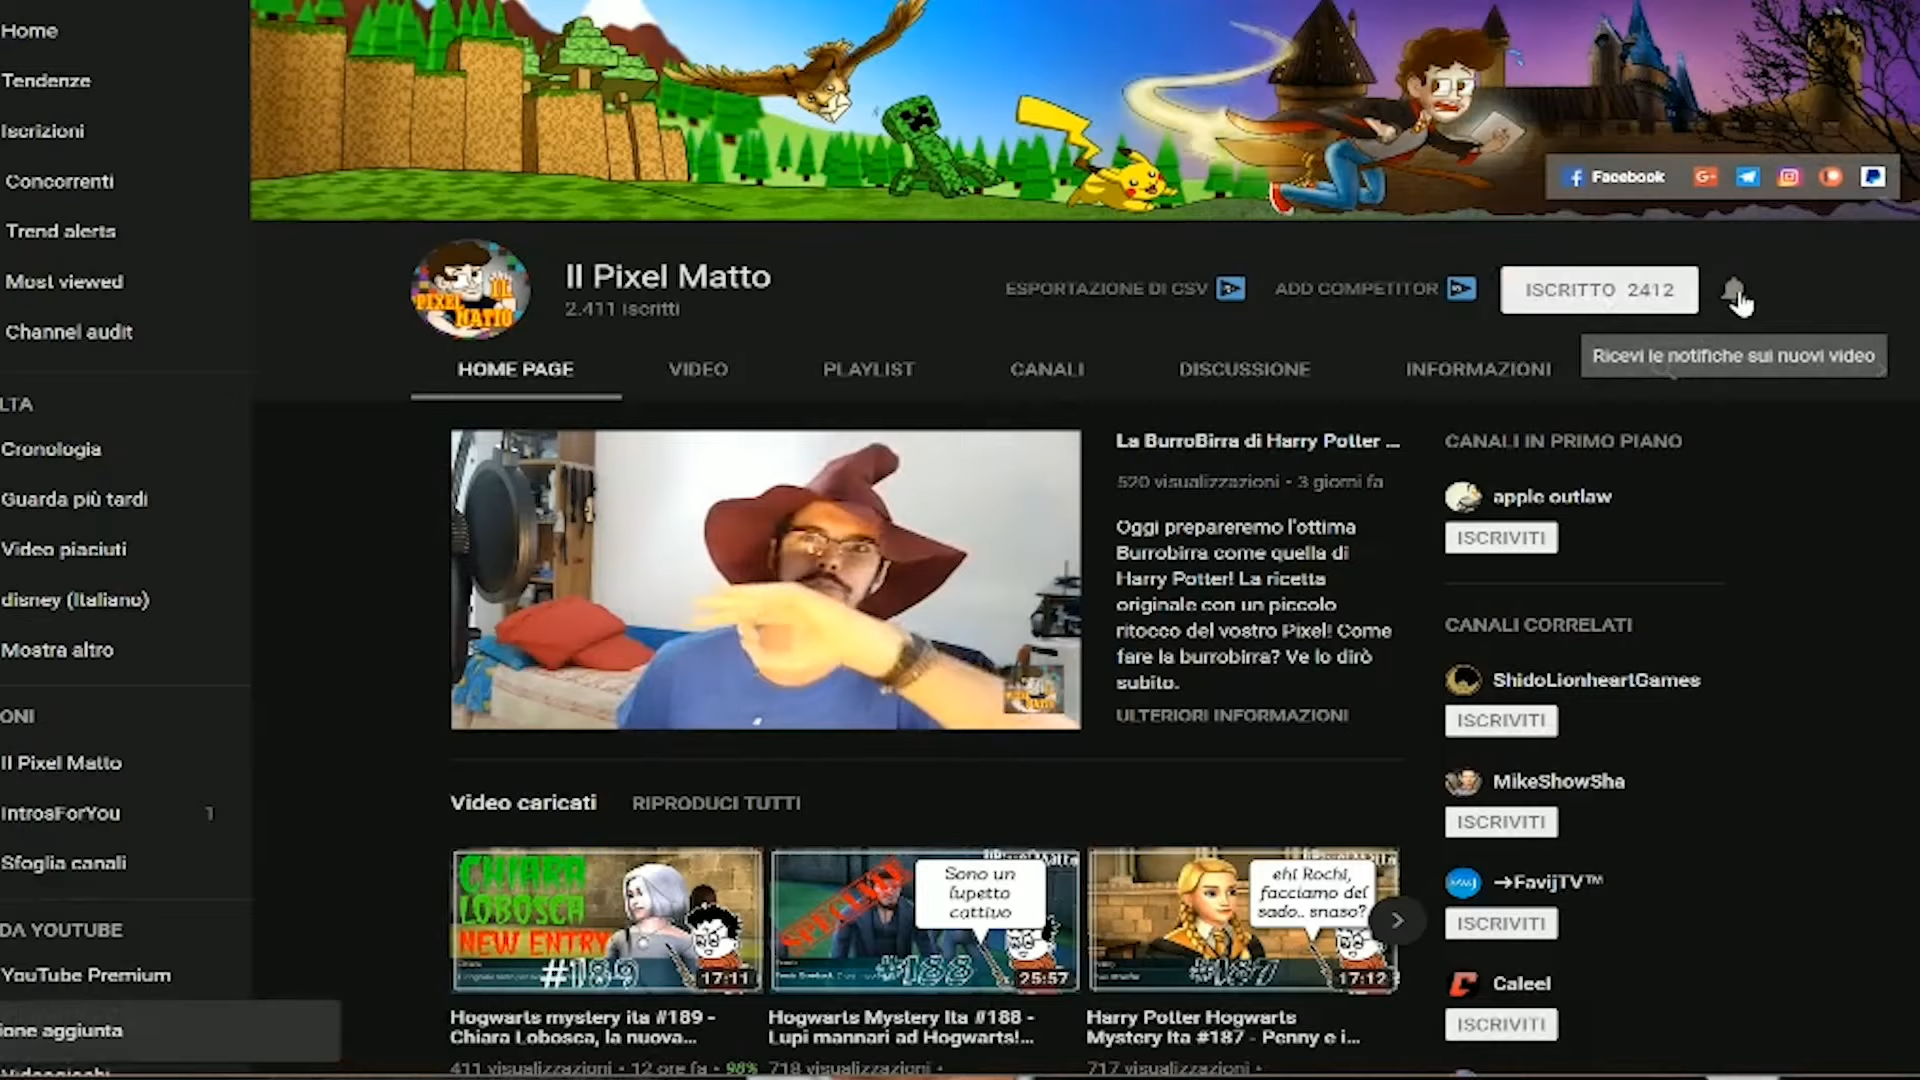 Home
Tendenze
Iscrizioni
Concorrenti
Trend alerts
Most viewed
Channel audit
LTA
Cronologia
Guarda più tardi
Video piaciuti
disney (Italiano)
Mostra altro
ONI
Il Pixel Matto
IntrosForYou 1
Sfoglia canali
DA YOUTUBE
YouTube Premium
ione aggiunta
Videogiochi
Facebook
G+
PIXEL IL
MATTO
Il Pixel Matto
2.411 iscritti
ESPORTAZIONE DI CSV
ADD COMPETITOR
ISCRITTO 2412
Ricevi le notifiche sui nuovi video
HOME PAGE
VIDEO
PLAYLIST
CANALI
DISCUSSIONE
INFORMAZIONI
La BurroBirra di Harry Potter ...
520 visualizzazioni • 3 giorni fa
Oggi prepareremo l'ottima
Burrobirra come quella di
Harry Potter! La ricetta
originale con un piccolo
ritocco del vostro Pixel! Come
fare la burrobirra? Ve lo dirò
subito.
ULTERIORI INFORMAZIONI
CANALI IN PRIMO PIANO
apple outlaw
ISCRIVITI
CANALI CORRELATI
ShidoLionheartGames
ISCRIVITI
MikeShowSha
ISCRIVITI
→FavijTV™
ISCRIVITI
Caleel
ISCRIVITI
Video caricati
RIPRODUCI TUTTI
CHIARA
LOBOSCA
NEW ENTRY
#189
17:11
SPECIALE
Sono un
lupetto
cattivo
#188
25:57
ehi Rochi,
facciamo del
sado.. snaso?
#187
17:12
Hogwarts mystery ita #189 -
Chiara Lobosca, la nuova...
411 visualizzazioni • 12 ore fa • 98%
Hogwarts Mystery Ita #188 -
Lupi mannari ad Hogwarts!...
718 visualizzazioni •
Harry Potter Hogwarts
Mystery Ita #187 - Penny e i...
717 visualizzazioni •